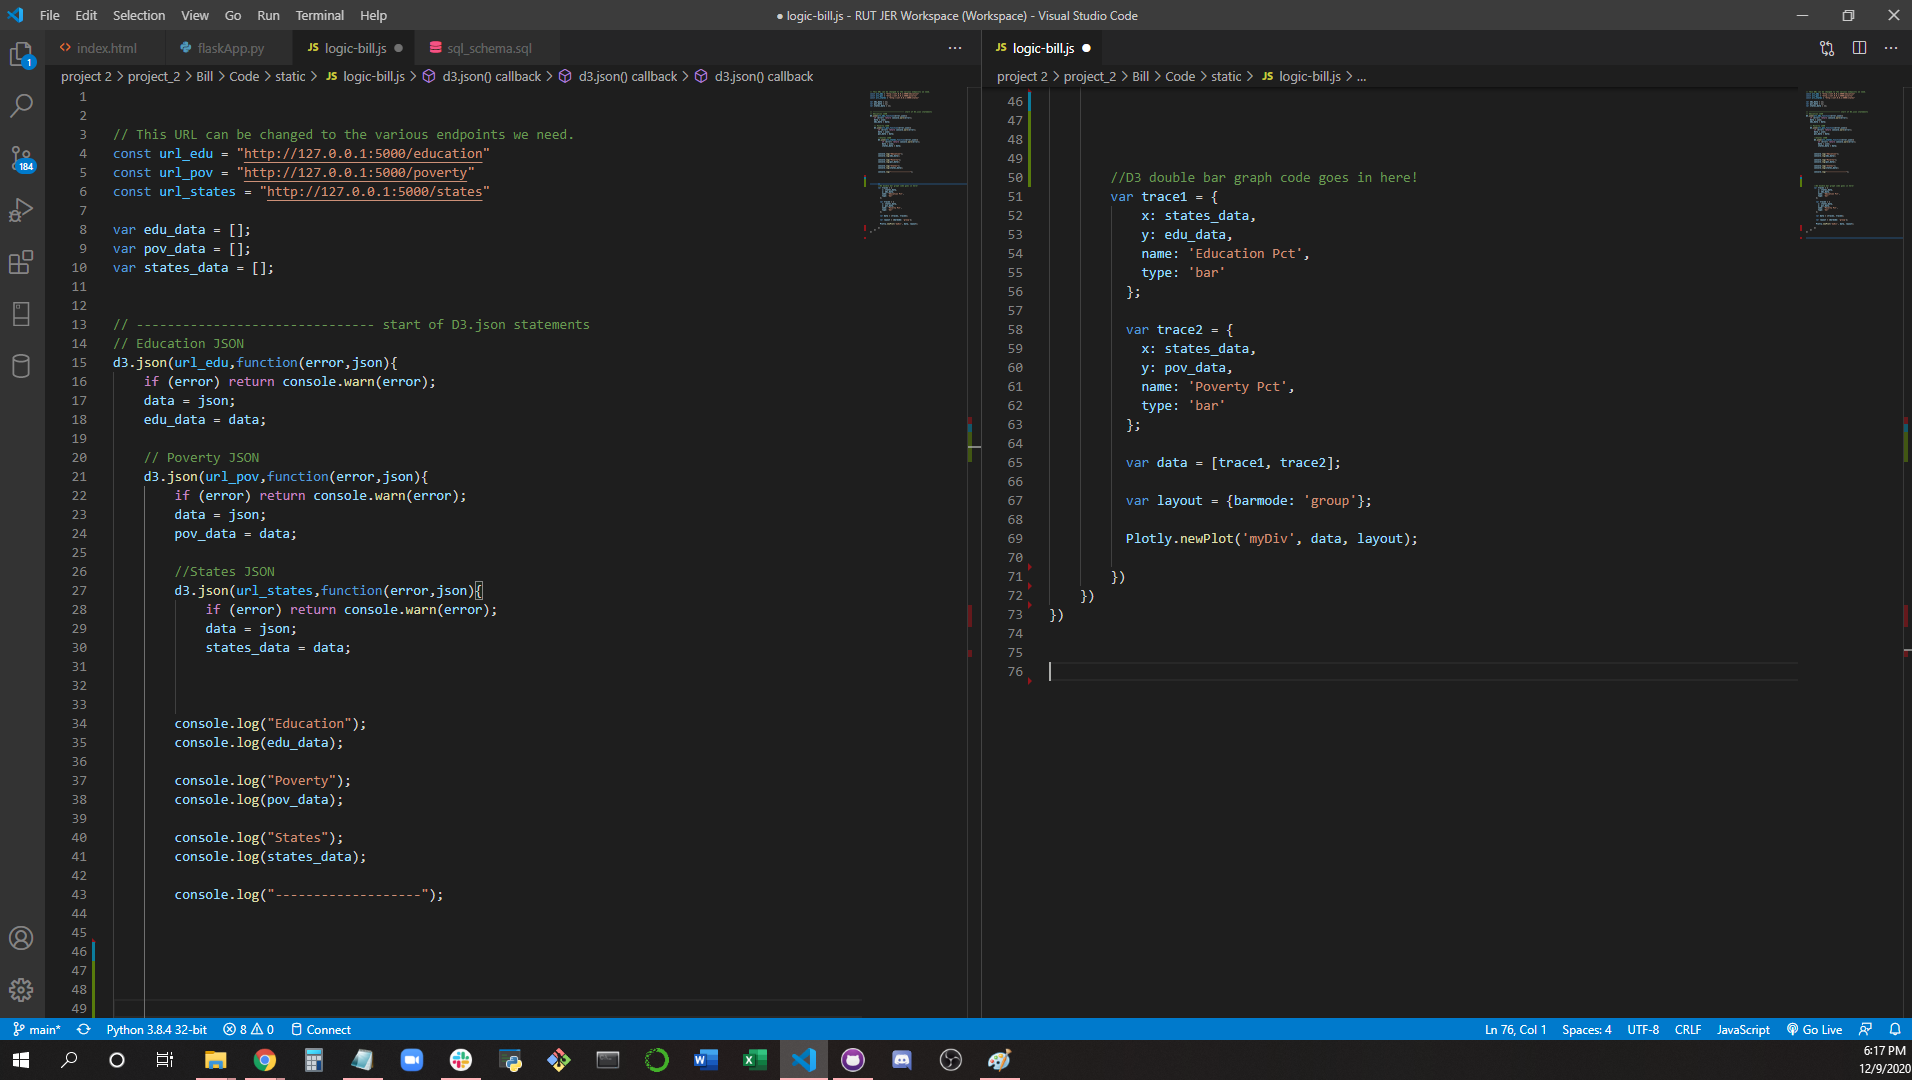 File Edit Selection View Go Run Terminal Help
● logic-bill.js - RUT JER Workspace (Workspace) - Visual Studio Code
index.html flaskApp.py JS logic-bill.js sql_schema.sql ...
project 2 > project_2 > Bill > Code > static > JS logic-bill.js > d3.json() callback > d3.json() callback > d3.json() callback
1
2
3 // This URL can be changed to the various endpoints we need.
4 const url_edu = "http://127.0.0.1:5000/education"
5 const url_pov = "http://127.0.0.1:5000/poverty"
6 const url_states = "http://127.0.0.1:5000/states"
7
8 var edu_data = [];
9 var pov_data = [];
10 var states_data = [];
11
12
13 // ------------------------------- start of D3.json statements
14 // Education JSON
15 d3.json(url_edu,function(error,json){
16 if (error) return console.warn(error);
17 data = json;
18 edu_data = data;
19
20 // Poverty JSON
21 d3.json(url_pov,function(error,json){
22 if (error) return console.warn(error);
23 data = json;
24 pov_data = data;
25
26 //States JSON
27 d3.json(url_states,function(error,json){
28 if (error) return console.warn(error);
29 data = json;
30 states_data = data;
31
32
33
34 console.log("Education");
35 console.log(edu_data);
36
37 console.log("Poverty");
38 console.log(pov_data);
39
40 console.log("States");
41 console.log(states_data);
42
43 console.log("-------------------");
44
45
46
47
48
49
JS logic-bill.js ● ...
project 2 > project_2 > Bill > Code > static > JS logic-bill.js > ...
46
47
48
49
50 //D3 double bar graph code goes in here!
51 var trace1 = {
52 x: states_data,
53 y: edu_data,
54 name: 'Education Pct',
55 type: 'bar'
56 };
57
58 var trace2 = {
59 x: states_data,
60 y: pov_data,
61 name: 'Poverty Pct',
62 type: 'bar'
63 };
64
65 var data = [trace1, trace2];
66
67 var layout = {barmode: 'group'};
68
69 Plotly.newPlot('myDiv', data, layout);
70
71 })
72 })
73 })
74
75
76
1
184
main* Python 3.8.4 32-bit 8 0 Connect Ln 76, Col 1 Spaces: 4 UTF-8 CRLF JavaScript Go Live
6:17 PM
12/9/2020